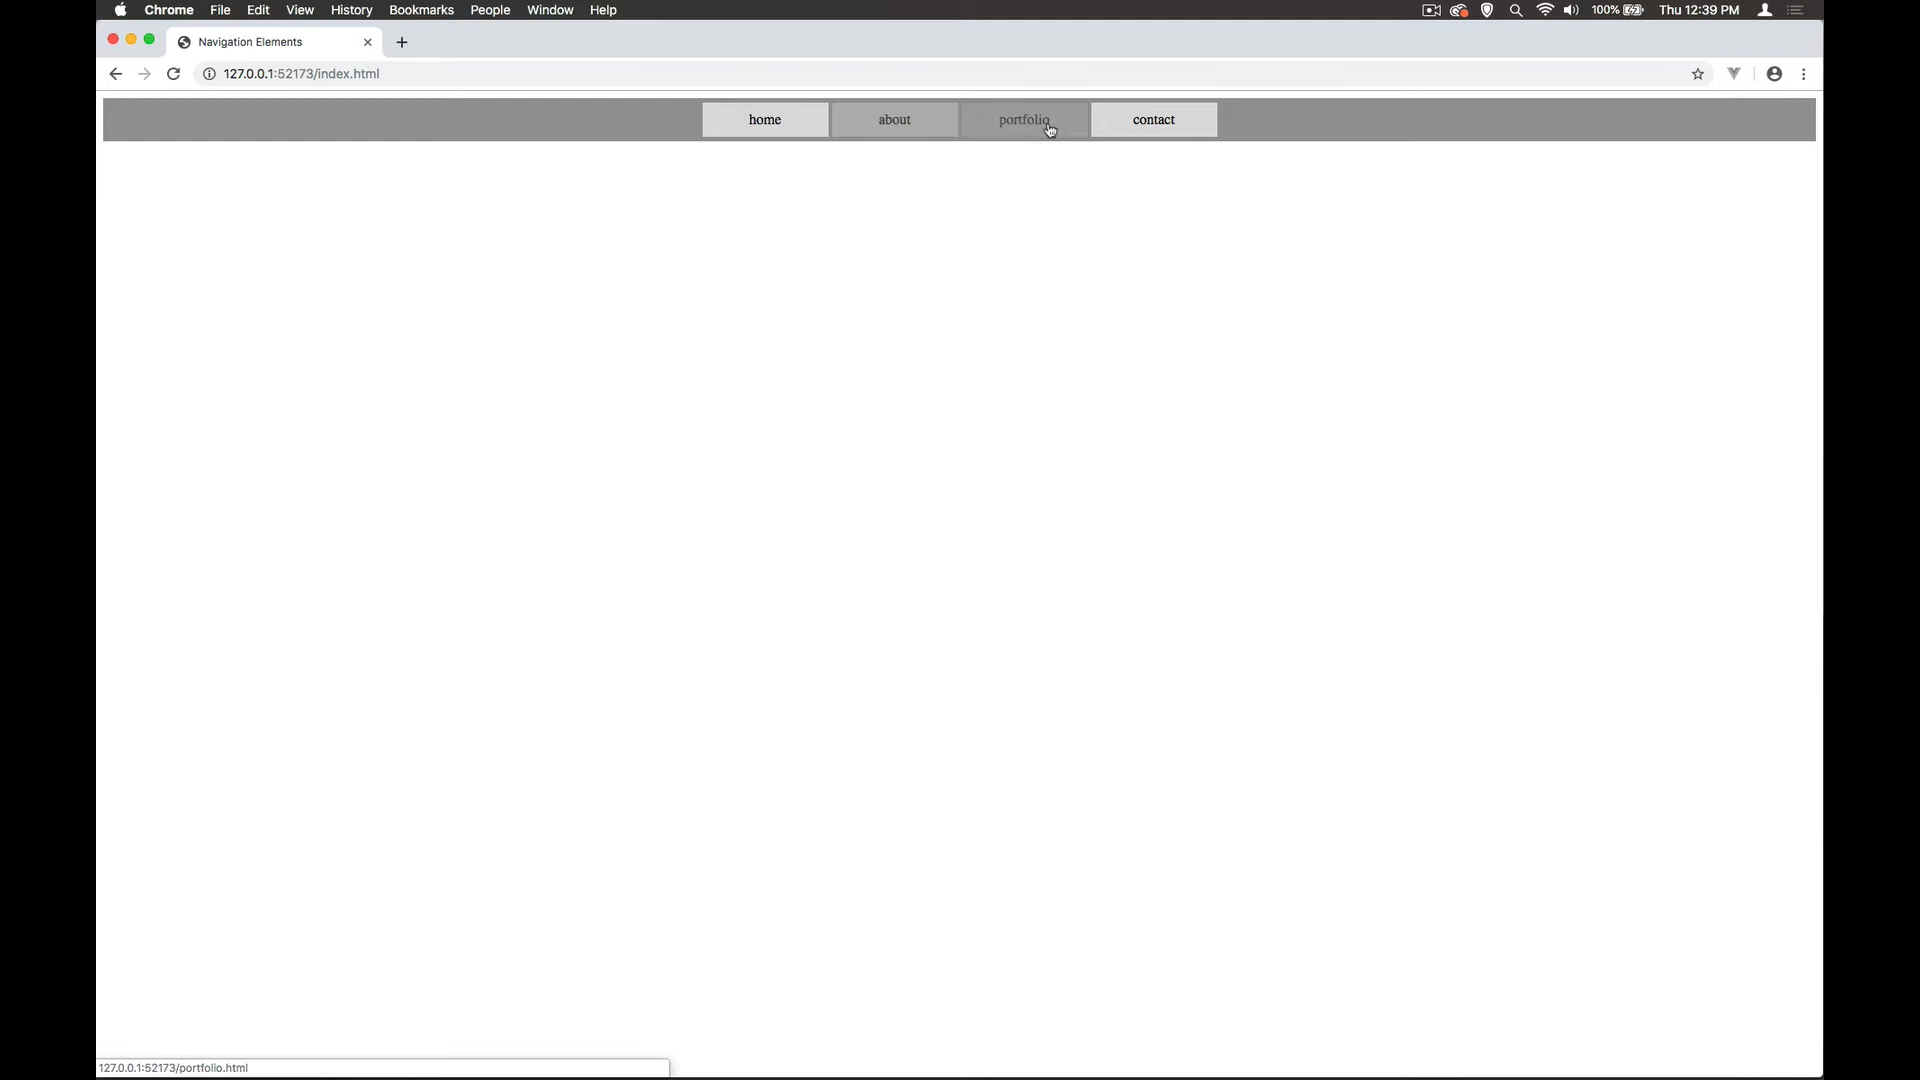 Chrome File Edit View History Bookmarks People Window Help 100% Thu 12:39 PM
Navigation Elements
127.0.0.1:52173/index.html
home about portfolio contact
127.0.0.1:52173/portfolio.html